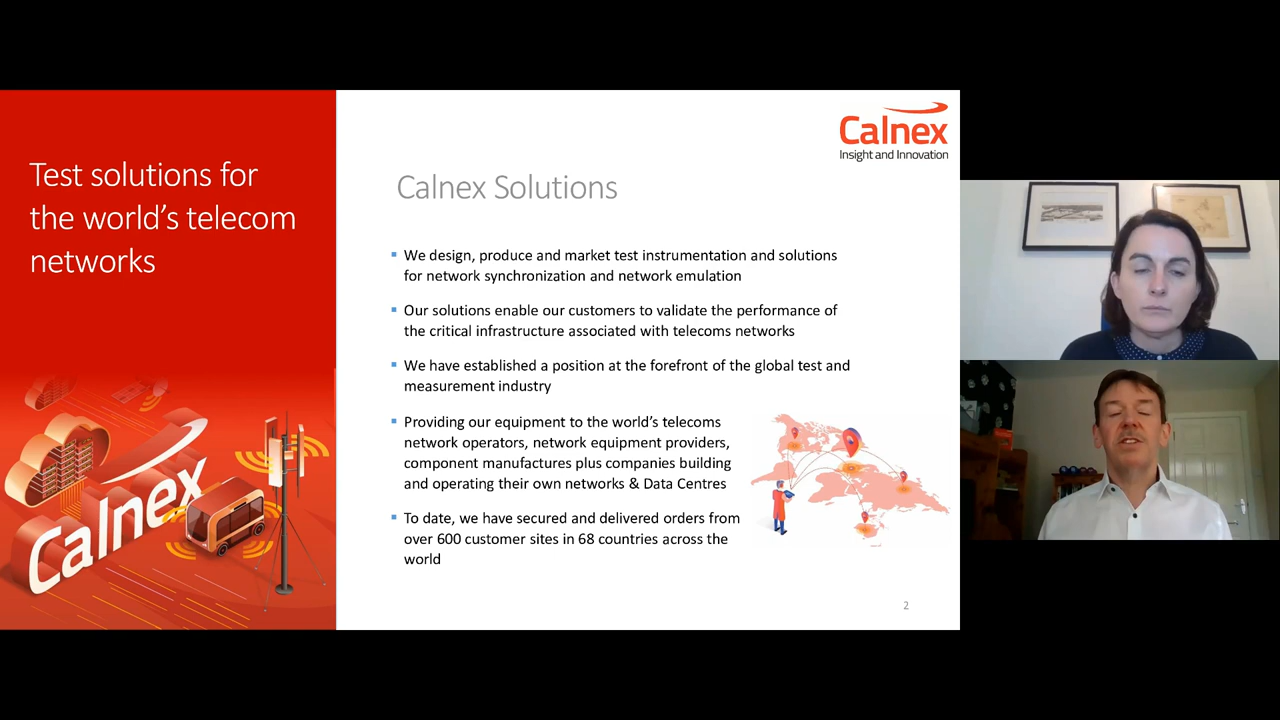 Test solutions for
the world's telecom
networks
Calnex
Calnex
Insight and Innovation
Calnex Solutions
We design, produce and market test instrumentation and solutions
for network synchronization and network emulation
Our solutions enable our customers to validate the performance of
the critical infrastructure associated with telecoms networks
We have established a position at the forefront of the global test and
measurement industry
Providing our equipment to the world's telecoms
network operators, network equipment providers,
component manufactures plus companies building
and operating their own networks & Data Centres
To date, we have secured and delivered orders from
over 600 customer sites in 68 countries across the
world
2